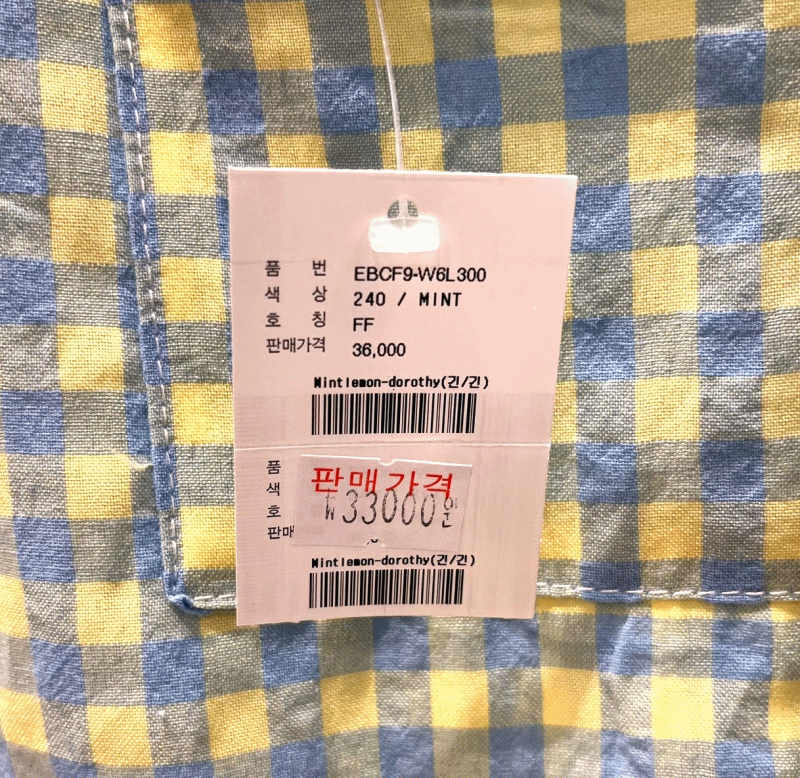 품 번 EBCF9-W6L300
색 상 240 / MINT
호 칭 FF
판매가격 36,000
Mintlemon-dorothy(긴/긴)
품
색
호
판매
판매가격
₩33000원
Mintlemon-dorothy(긴/긴)